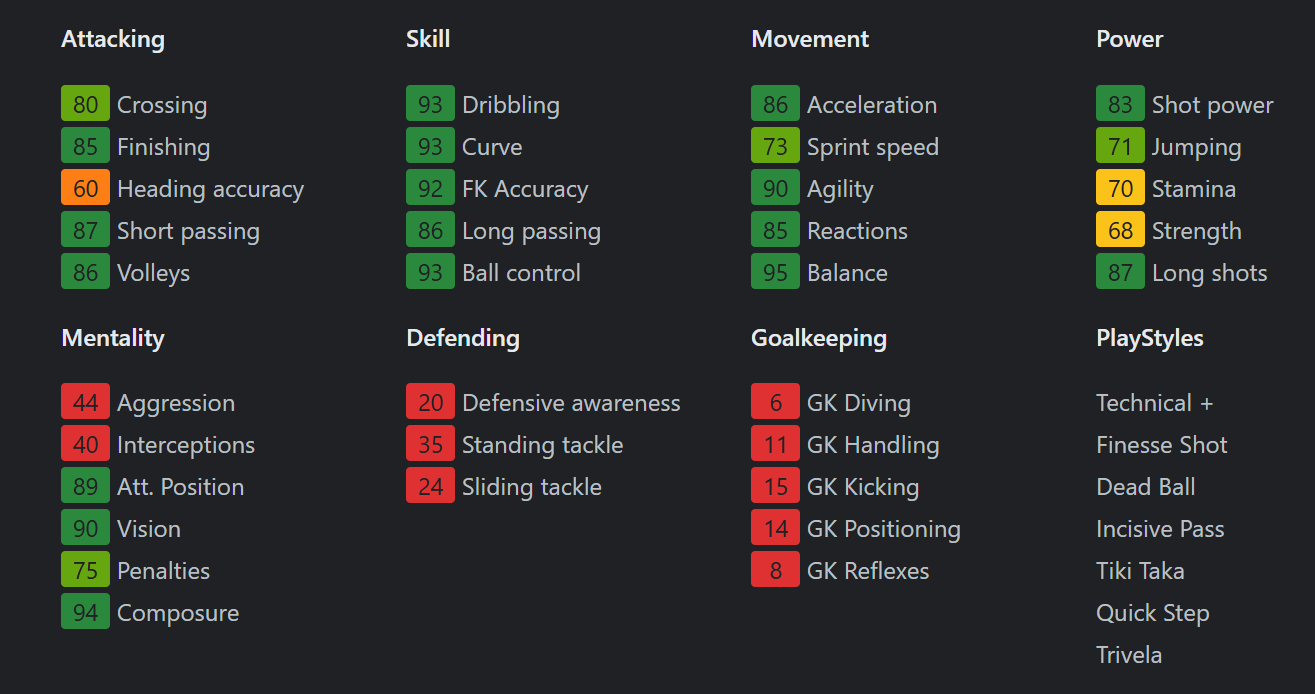 Attacking
80 Crossing
85 Finishing
60 Heading accuracy
87 Short passing
86 Volleys
Skill
93 Dribbling
93 Curve
92 FK Accuracy
86 Long passing
93 Ball control
Movement
86 Acceleration
73 Sprint speed
90 Agility
85 Reactions
95 Balance
Power
83 Shot power
71 Jumping
70 Stamina
68 Strength
87 Long shots
Mentality
44 Aggression
40 Interceptions
89 Att. Position
90 Vision
75 Penalties
94 Composure
Defending
20 Defensive awareness
35 Standing tackle
24 Sliding tackle
Goalkeeping
6 GK Diving
11 GK Handling
15 GK Kicking
14 GK Positioning
8 GK Reflexes
PlayStyles
Technical +
Finesse Shot
Dead Ball
Incisive Pass
Tiki Taka
Quick Step
Trivela